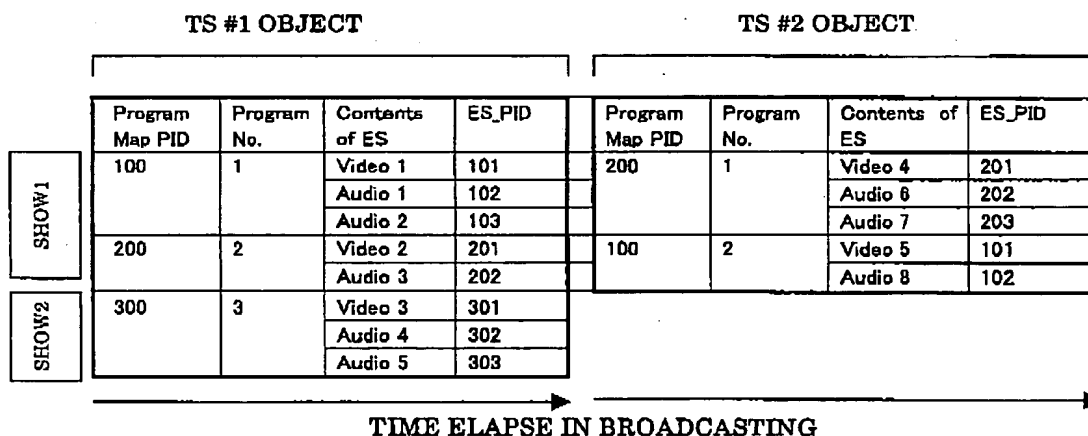 TS #1 OBJECT TS #2 OBJECT
Program Map PID Program No. Contents of ES ES_PID Program Map PID Program No. Contents of ES ES_PID
SHOW1
100 1 Video 1 101 200 1 Video 4 201
Audio 1 102 Audio 6 202
Audio 2 103 Audio 7 203
200 2 Video 2 201 100 2 Video 5 101
Audio 3 202 Audio 8 102
SHOW2
300 3 Video 3 301
Audio 4 302
Audio 5 303
TIME ELAPSE IN BROADCASTING